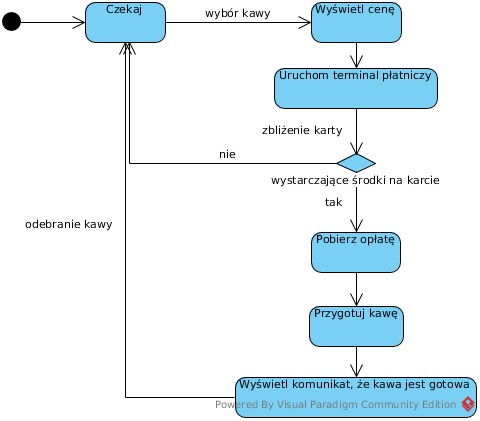 Czekaj
wybór kawy
Wyświetl cenę
Uruchom terminal płatniczy
zbliżenie karty
nie
wystarczające środki na karcie
tak
odebranie kawy
Pobierz opłatę
Przygotuj kawę
Wyświetl komunikat, że kawa jest gotowa
Powered By Visual Paradigm Community Edition